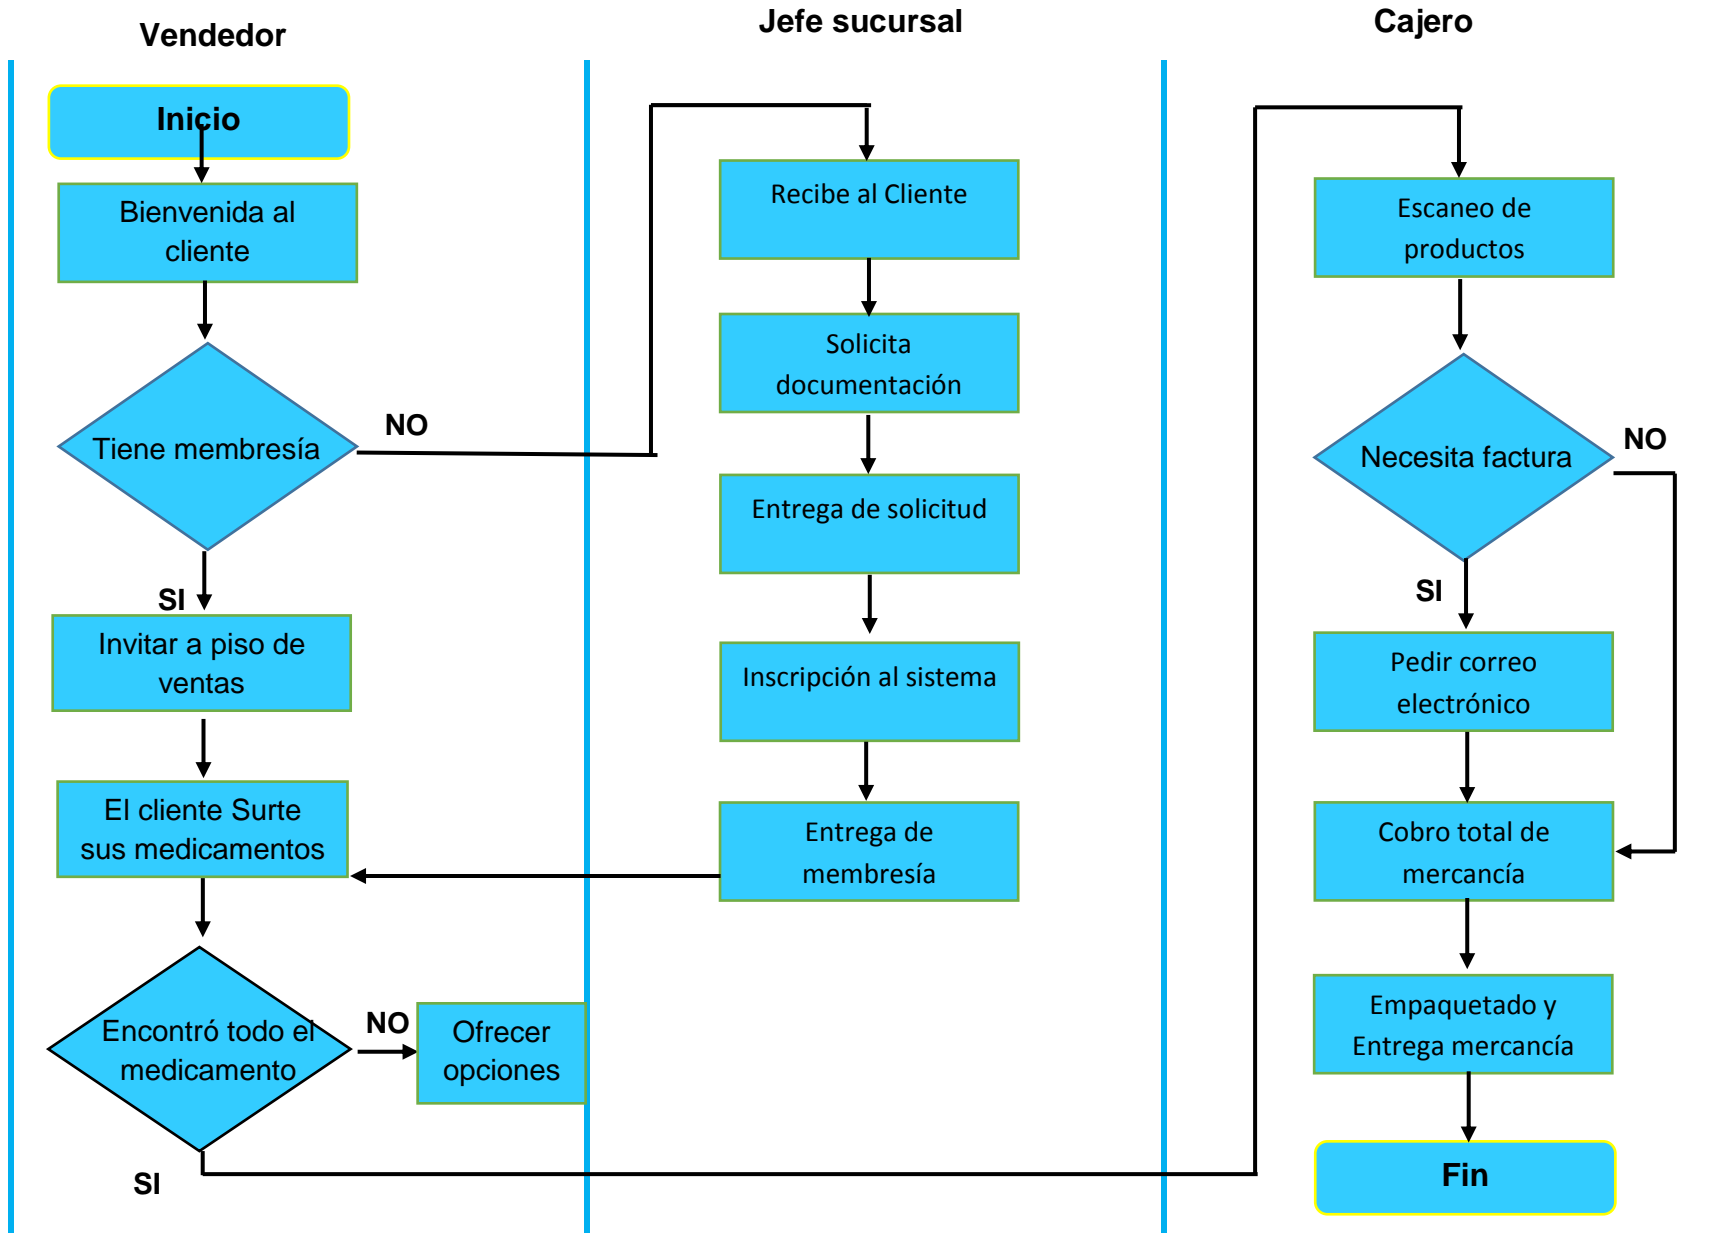 Vendedor
Jefe sucursal
Cajero
Inicio
Bienvenida al
cliente
Tiene membresía
NO
SI
Invitar a piso de
ventas
El cliente Surte
sus medicamentos
Encontró todo el
medicamento
NO
Ofrecer
opciones
SI
Recibe al Cliente
Solicita
documentación
Entrega de solicitud
Inscripción al sistema
Entrega de
membresía
Escaneo de
productos
Necesita factura
NO
SI
Pedir correo
electrónico
Cobro total de
mercancía
Empaquetado y
Entrega mercancía
Fin